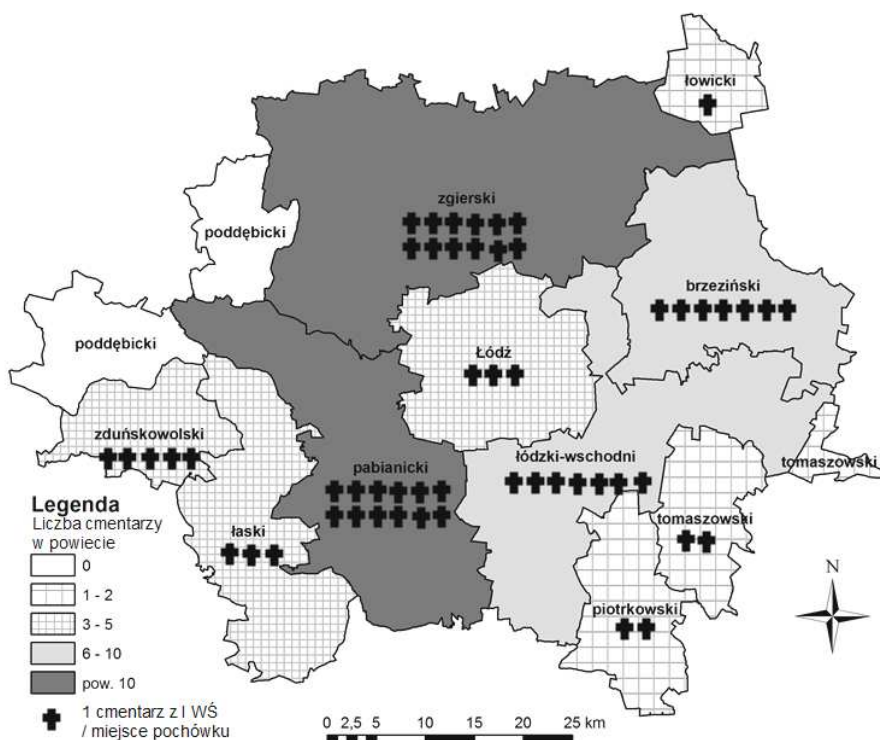 łowicki
zgierski
poddębicki
brzeziński
poddębicki
Łódź
zduńskowolski
łódzki-wschodni
tomaszowski
pabianicki
Legenda
Liczba cmentarzy
w powiecie
0
1 - 2
3 - 5
6 - 10
pow. 10
1 cmentarz z I WŚ
/ miejsce pochówku
łaski
tomaszowski
piotrkowski
N
0 2,5 5 10 15 20 25 km